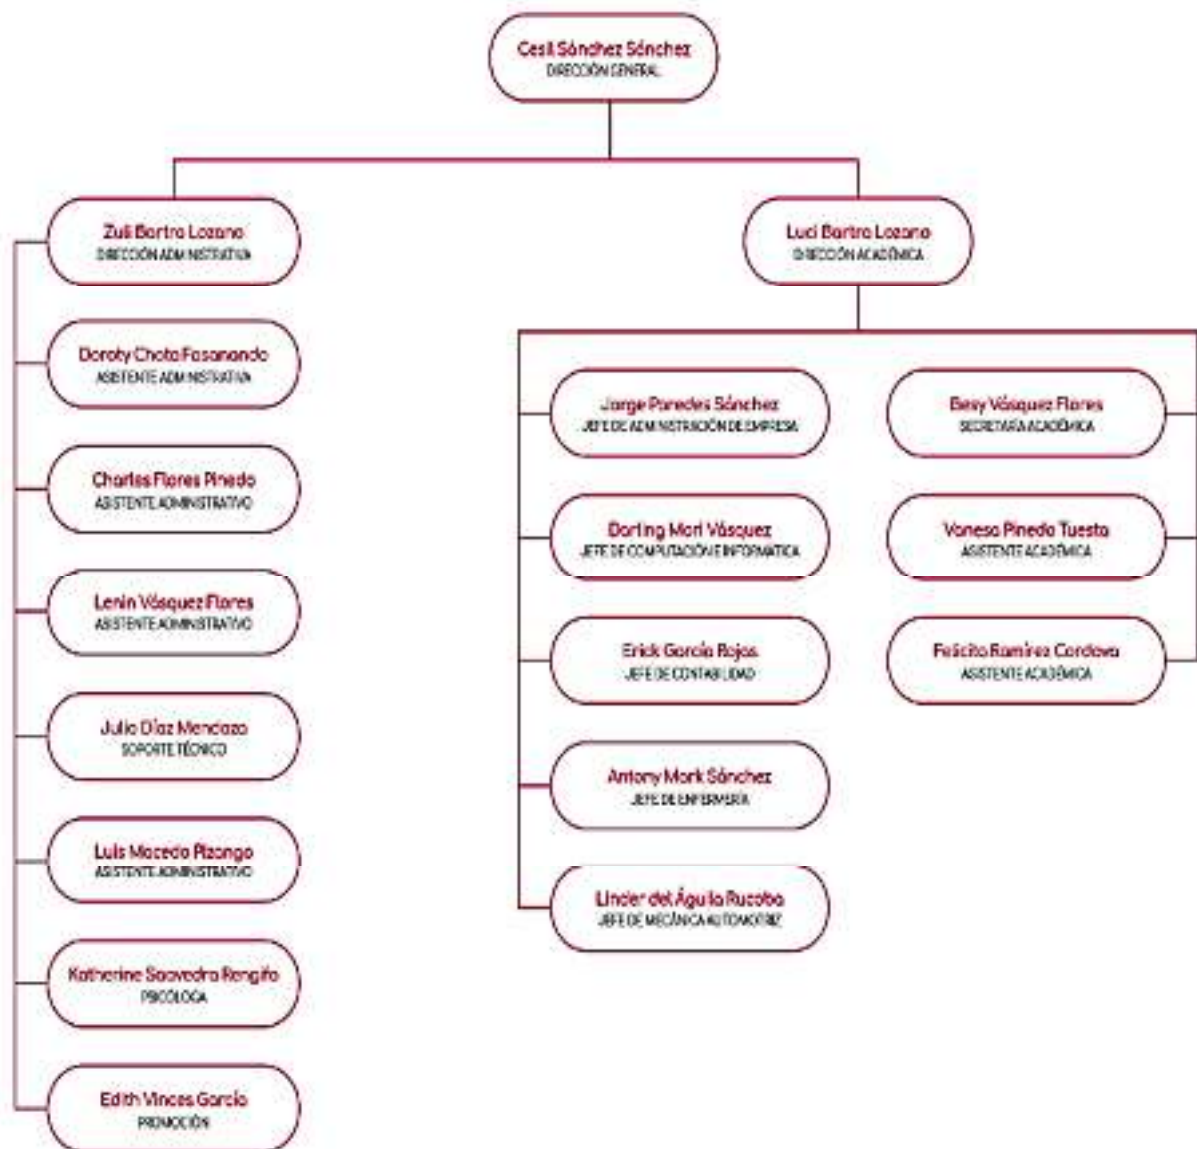 Cesil Sánchez Sánchez
DIRECCIÓN GENERAL
Zuli Bartra Lozano
DIRECCIÓN ADMINISTRATIVA
Doroty Chota Fasanando
ASISTENTE ADMINISTRATIVA
Charles Flores Pinedo
ASISTENTE ADMINISTRATIVO
Lenin Vásquez Flores
ASISTENTE ADMINISTRATIVO
Julio Díaz Mendoza
SOPORTE TÉCNICO
Luis Macedo Pizango
ASISTENTE ADMINISTRATIVO
Katherine Saavedra Rengifo
PSICÓLOGA
Edith Vinces García
PROMOCIÓN
Luci Bartra Lozano
DIRECCIÓN ACADÉMICA
Jorge Paredes Sánchez
JEFE DE ADMINISTRACIÓN DE EMPRESA
Darling Mori Vásquez
JEFE DE COMPUTACIÓN E INFORMÁTICA
Erick García Rojas
JEFE DE CONTABILIDAD
Antony Mark Sánchez
JEFE DE ENFERMERÍA
Linder del Águila Rucoba
JEFE DE MECÁNICA AUTOMOTRIZ
Besy Vásquez Flores
SECRETARÍA ACADÉMICA
Vanesa Pinedo Tuesta
ASISTENTE ACADÉMICA
Felicita Ramírez Cordova
ASISTENTE ACADÉMICA